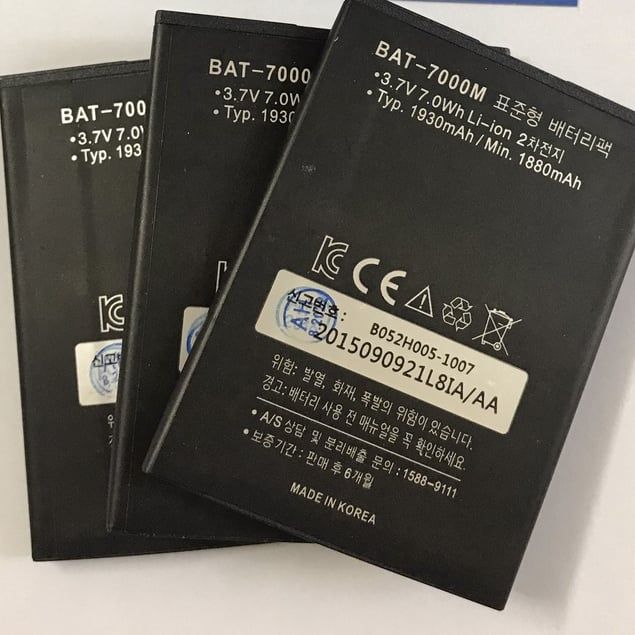 BAT-7000M 표준형 배터리팩
• 3.7V 7.0Wh Li-ion 2차전지
• Typ. 1930mAh / Min. 1880mAh
신고번호:
B052H005-1007
2015090921L8IA/AA
위험: 발열, 화재, 폭발의 위험이 있습니다.
경고: 배터리 사용 전 매뉴얼을 꼭 확인하세요.
• A/S 상담 및 분리배출 문의 : 1588-9111
• 보증기간 : 판매 후 6개월
MADE IN KOREA
BAT-7000
• 3.7V 7.0W
• Typ. 1930
BAT-700
• 3.7V 7.0
• Typ. 193